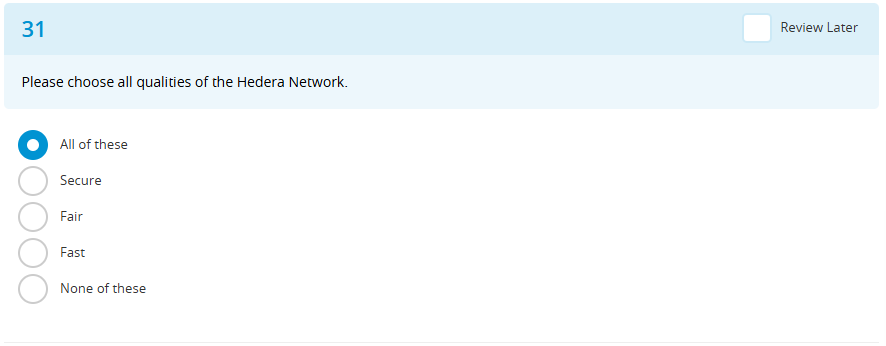 31
Review Later
Please choose all qualities of the Hedera Network.
All of these
Secure
Fair
Fast
None of these